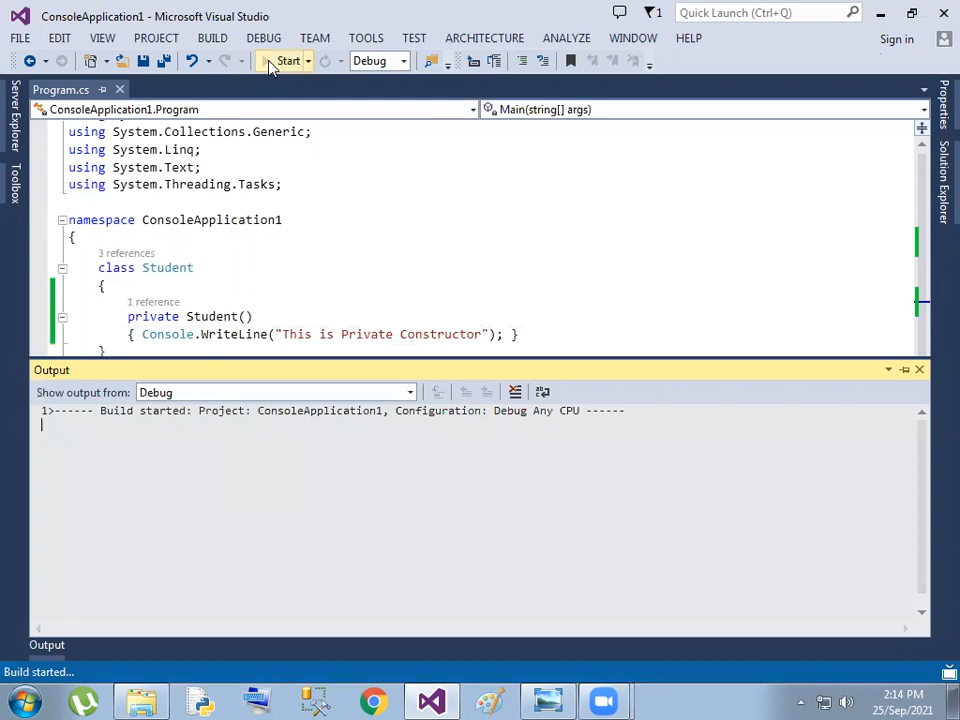 ConsoleApplication1 - Microsoft Visual Studio
1
Quick Launch (Ctrl+Q)
FILE EDIT VIEW PROJECT BUILD DEBUG TEAM TOOLS TEST ARCHITECTURE ANALYZE WINDOW HELP
Sign in
Start Debug
Program.cs
Server Explorer
Toolbox
Properties
Solution Explorer
ConsoleApplication1.Program Main(string[] args)
using System.Collections.Generic;
using System.Linq;
using System.Text;
using System.Threading.Tasks;
namespace ConsoleApplication1
{
3 references
class Student
{
1 reference
private Student()
{ Console.WriteLine("This is Private Constructor"); }
}
Output
Show output from: Debug
1>------ Build started: Project: ConsoleApplication1, Configuration: Debug Any CPU ------
Output
Build started...
2:14 PM
25/Sep/2021